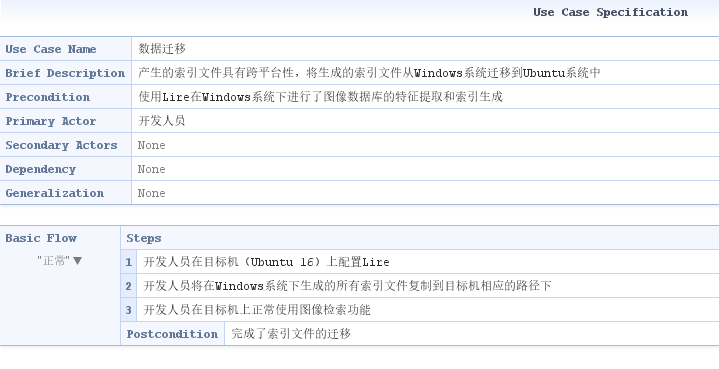 Use Case Specification
Use Case Name 数据迁移
Brief Description 产生的索引文件具有跨平台性，将生成的索引文件从Windows系统迁移到Ubuntu系统中
Precondition 使用Lire在Windows系统下进行了图像数据库的特征提取和索引生成
Primary Actor 开发人员
Secondary Actors None
Dependency None
Generalization None
Basic Flow Steps
"正常" ▼
1 开发人员在目标机（Ubuntu 16）上配置Lire
2 开发人员将在Windows系统下生成的所有索引文件复制到目标机相应的路径下
3 开发人员在目标机上正常使用图像检索功能
Postcondition 完成了索引文件的迁移